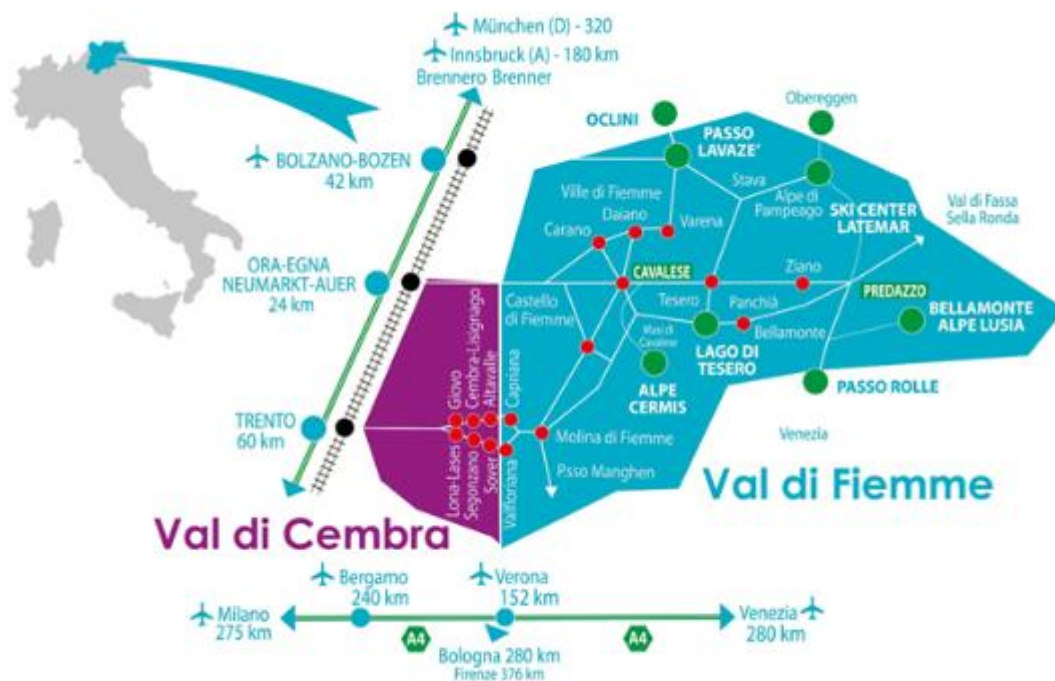 München (D) - 320
Innsbruck (A) - 180 km
Brennero Brenner
BOLZANO-BOZEN
42 km
ORA-EGNA
NEUMARKT-AUER
24 km
TRENTO
60 km
OCLINI
Obereggen
PASSO
LAVAZE'
Stava
Alpe di
Pampeago
SKI CENTER
LATEMAR
Val di Fassa
Sella Ronda
Ville di Fiemme
Daiano
Varena
Carano
CAVALESE
Ziano
PREDAZZO
Castello
di Fiemme
Tesero
Panchià
Masi di
Cavalese
Bellamonte
BELLAMONTE
ALPE LUSIA
LAGO DI
TESERO
ALPE
CERMIS
PASSO ROLLE
Giovo
Cembra-Lisignago
Altavalle
Capriana
Lona-Lases
Segonzano
Sover
Valfloriana
Molina di Fiemme
P.sso Manghen
Venezia
Val di Fiemme
Val di Cembra
Bergamo
240 km
Verona
152 km
Milano
275 km
A4
A4
Venezia
280 km
Bologna 280 km
Firenze 376 km